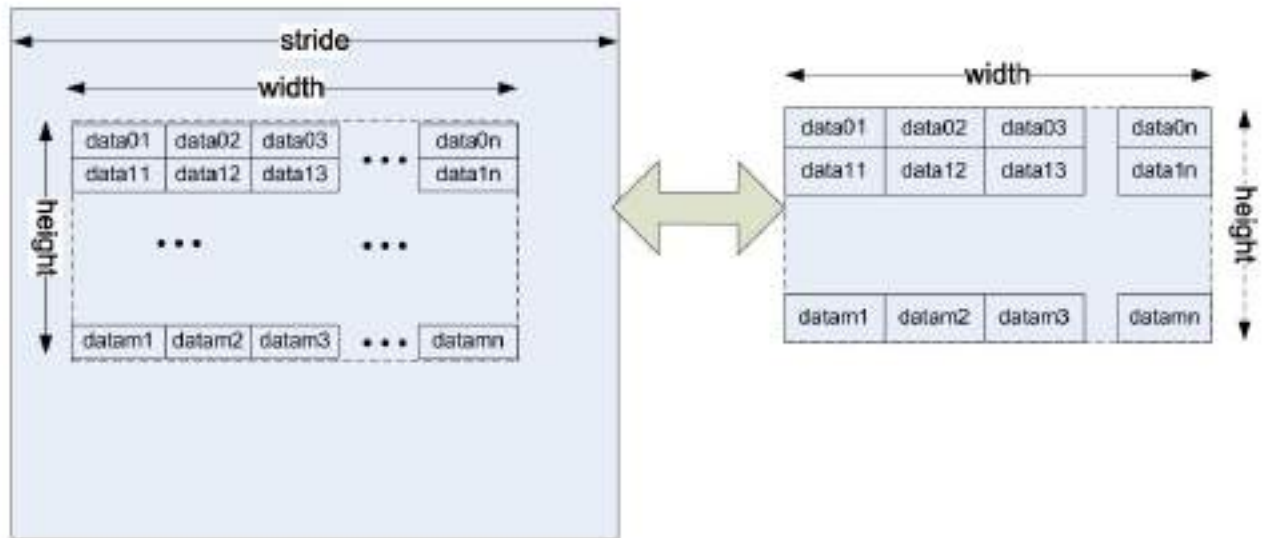 stride
width
height
data01 data02 data03 ... data0n
data11 data12 data13 data1n
... ...
datam1 datam2 datam3 ... datamn
width
height
data01 data02 data03 data0n
data11 data12 data13 data1n
datam1 datam2 datam3 datamn